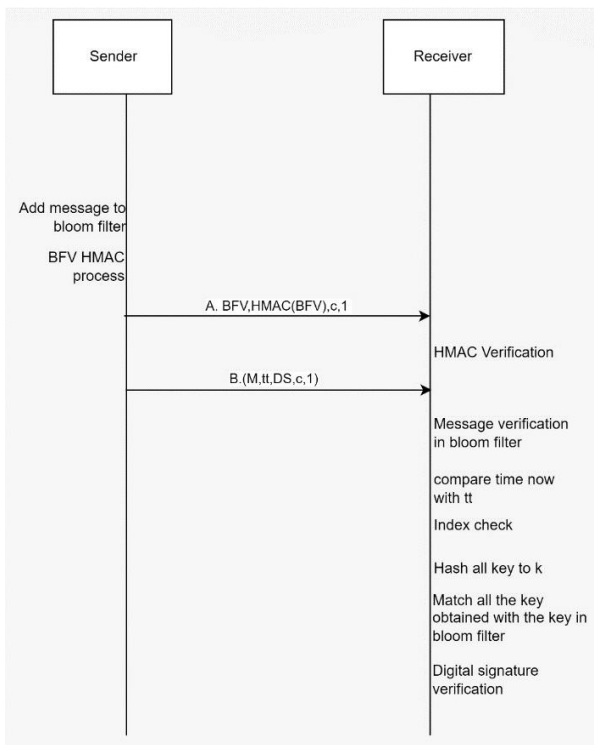 Sender
Receiver
Add message to
bloom filter
BFV HMAC
process
A. BFV,HMAC(BFV),c,1
HMAC Verification
B.(M,tt,DS,c,1)
Message verification
in bloom filter
compare time now
with tt
Index check
Hash all key to k
Match all the key
obtained with the key in
bloom filter
Digital signature
verification